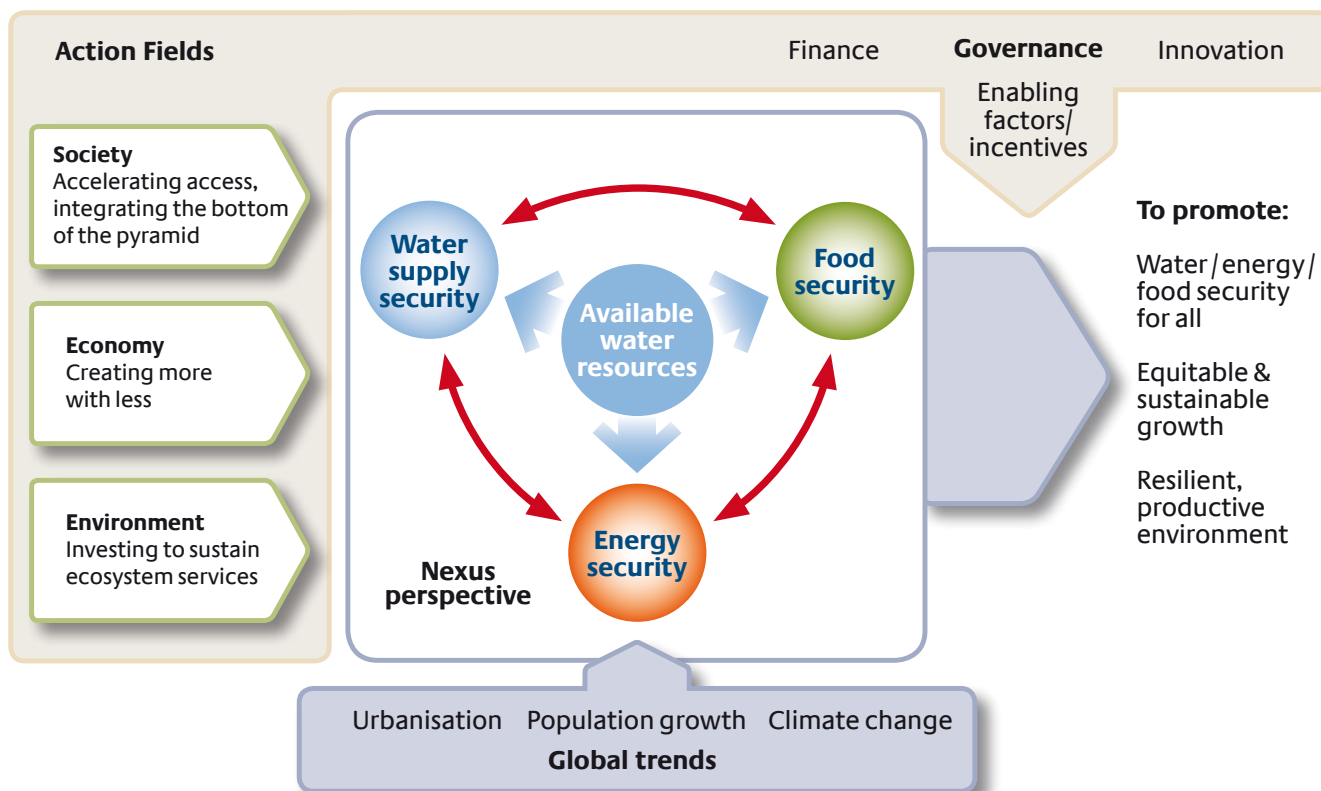 Action Fields
Finance
Governance
Innovation
Enabling
factors/
incentives
Society
Accelerating access,
integrating the bottom
of the pyramid
Economy
Creating more
with less
Environment
Investing to sustain
ecosystem services
Water
supply
security
Food
security
Available
water
resources
Energy
security
Nexus
perspective
To promote:
Water/energy/
food security
for all
Equitable &
sustainable
growth
Resilient,
productive
environment
Urbanisation
Population growth
Climate change
Global trends